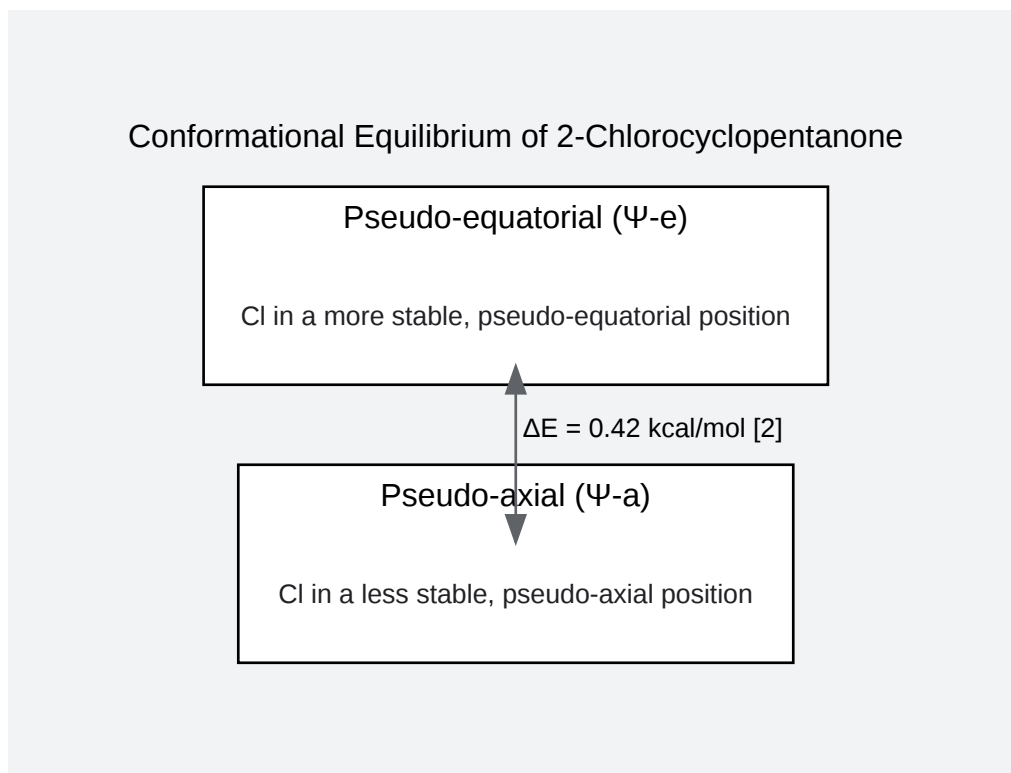 Conformational Equilibrium of 2-Chlorocyclopentanone
Pseudo-equatorial (Ψ-e)
Cl in a more stable, pseudo-equatorial position
ΔE = 0.42 kcal/mol [2]
Pseudo-axial (Ψ-a)
Cl in a less stable, pseudo-axial position